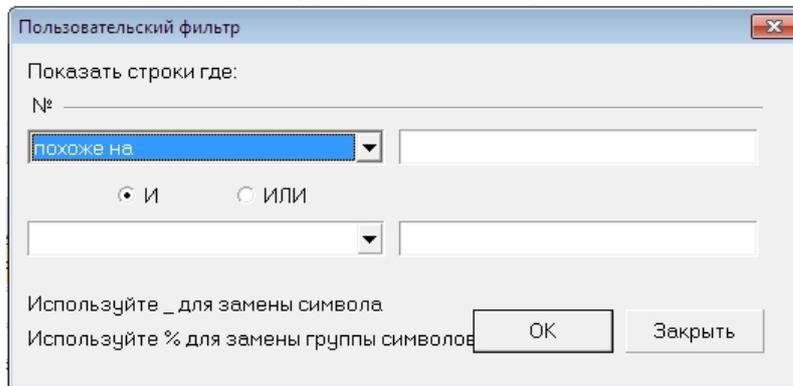 Пользовательский фильтр
Показать строки где:
№
похоже на
И ИЛИ
Используйте _ для замены символа
Используйте % для замены группы символов
OK Закрыть